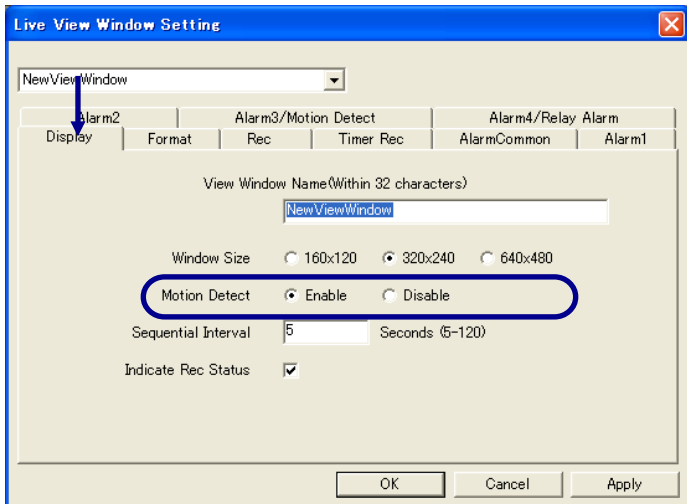 Live View Window Setting
NewViewWindow
Alarm2 Alarm3/Motion Detect Alarm4/Relay Alarm
Display Format Rec Timer Rec AlarmCommon Alarm1
View Window Name(Within 32 characters)
NewViewWindow
Window Size 160x120 320x240 640x480
Motion Detect Enable Disable
Sequential Interval 5 Seconds (5-120)
Indicate Rec Status
OK Cancel Apply